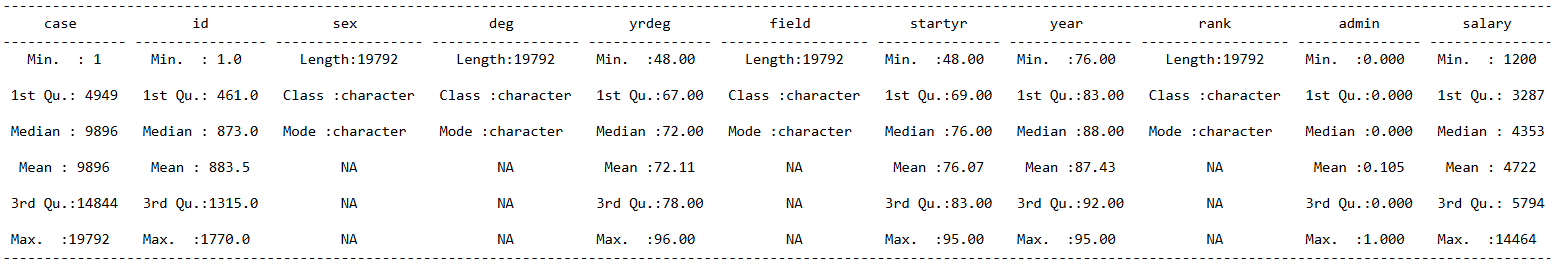 case id sex deg yrdeg field startyr year rank admin salary
Min. : 1 Min. : 1.0 Length:19792 Length:19792 Min. :48.00 Length:19792 Min. :48.00 Min. :76.00 Length:19792 Min. :0.000 Min. : 1200
1st Qu.: 4949 1st Qu.: 461.0 Class :character Class :character 1st Qu.:67.00 Class :character 1st Qu.:69.00 1st Qu.:83.00 Class :character 1st Qu.:0.000 1st Qu.: 3287
Median : 9896 Median : 873.0 Mode :character Mode :character Median :72.00 Mode :character Median :76.00 Median :88.00 Mode :character Median :0.000 Median : 4353
Mean : 9896 Mean : 883.5 NA NA Mean :72.11 NA Mean :76.07 Mean :87.43 NA Mean :0.105 Mean : 4722
3rd Qu.:14844 3rd Qu.:1315.0 NA NA 3rd Qu.:78.00 NA 3rd Qu.:83.00 3rd Qu.:92.00 NA 3rd Qu.:0.000 3rd Qu.: 5794
Max. :19792 Max. :1770.0 NA NA Max. :96.00 NA Max. :95.00 Max. :95.00 NA Max. :1.000 Max. :14464